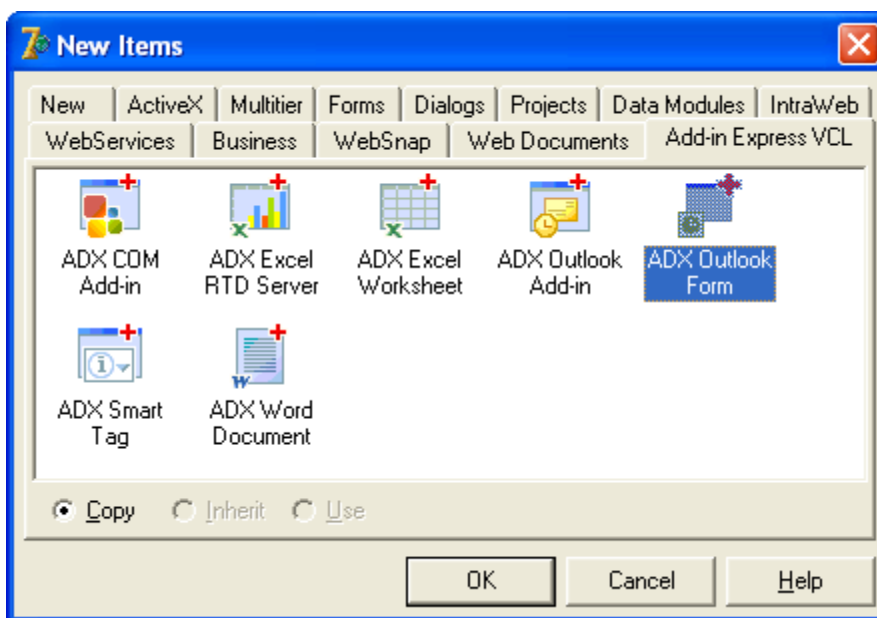 New Items
New ActiveX Multitier Forms Dialogs Projects Data Modules IntraWeb
WebServices Business WebSnap Web Documents Add-in Express VCL
ADX COM Add-in
ADX Excel RTD Server
ADX Excel Worksheet
ADX Outlook Add-in
ADX Outlook Form
ADX Smart Tag
ADX Word Document
Copy Inherit Use
OK Cancel Help